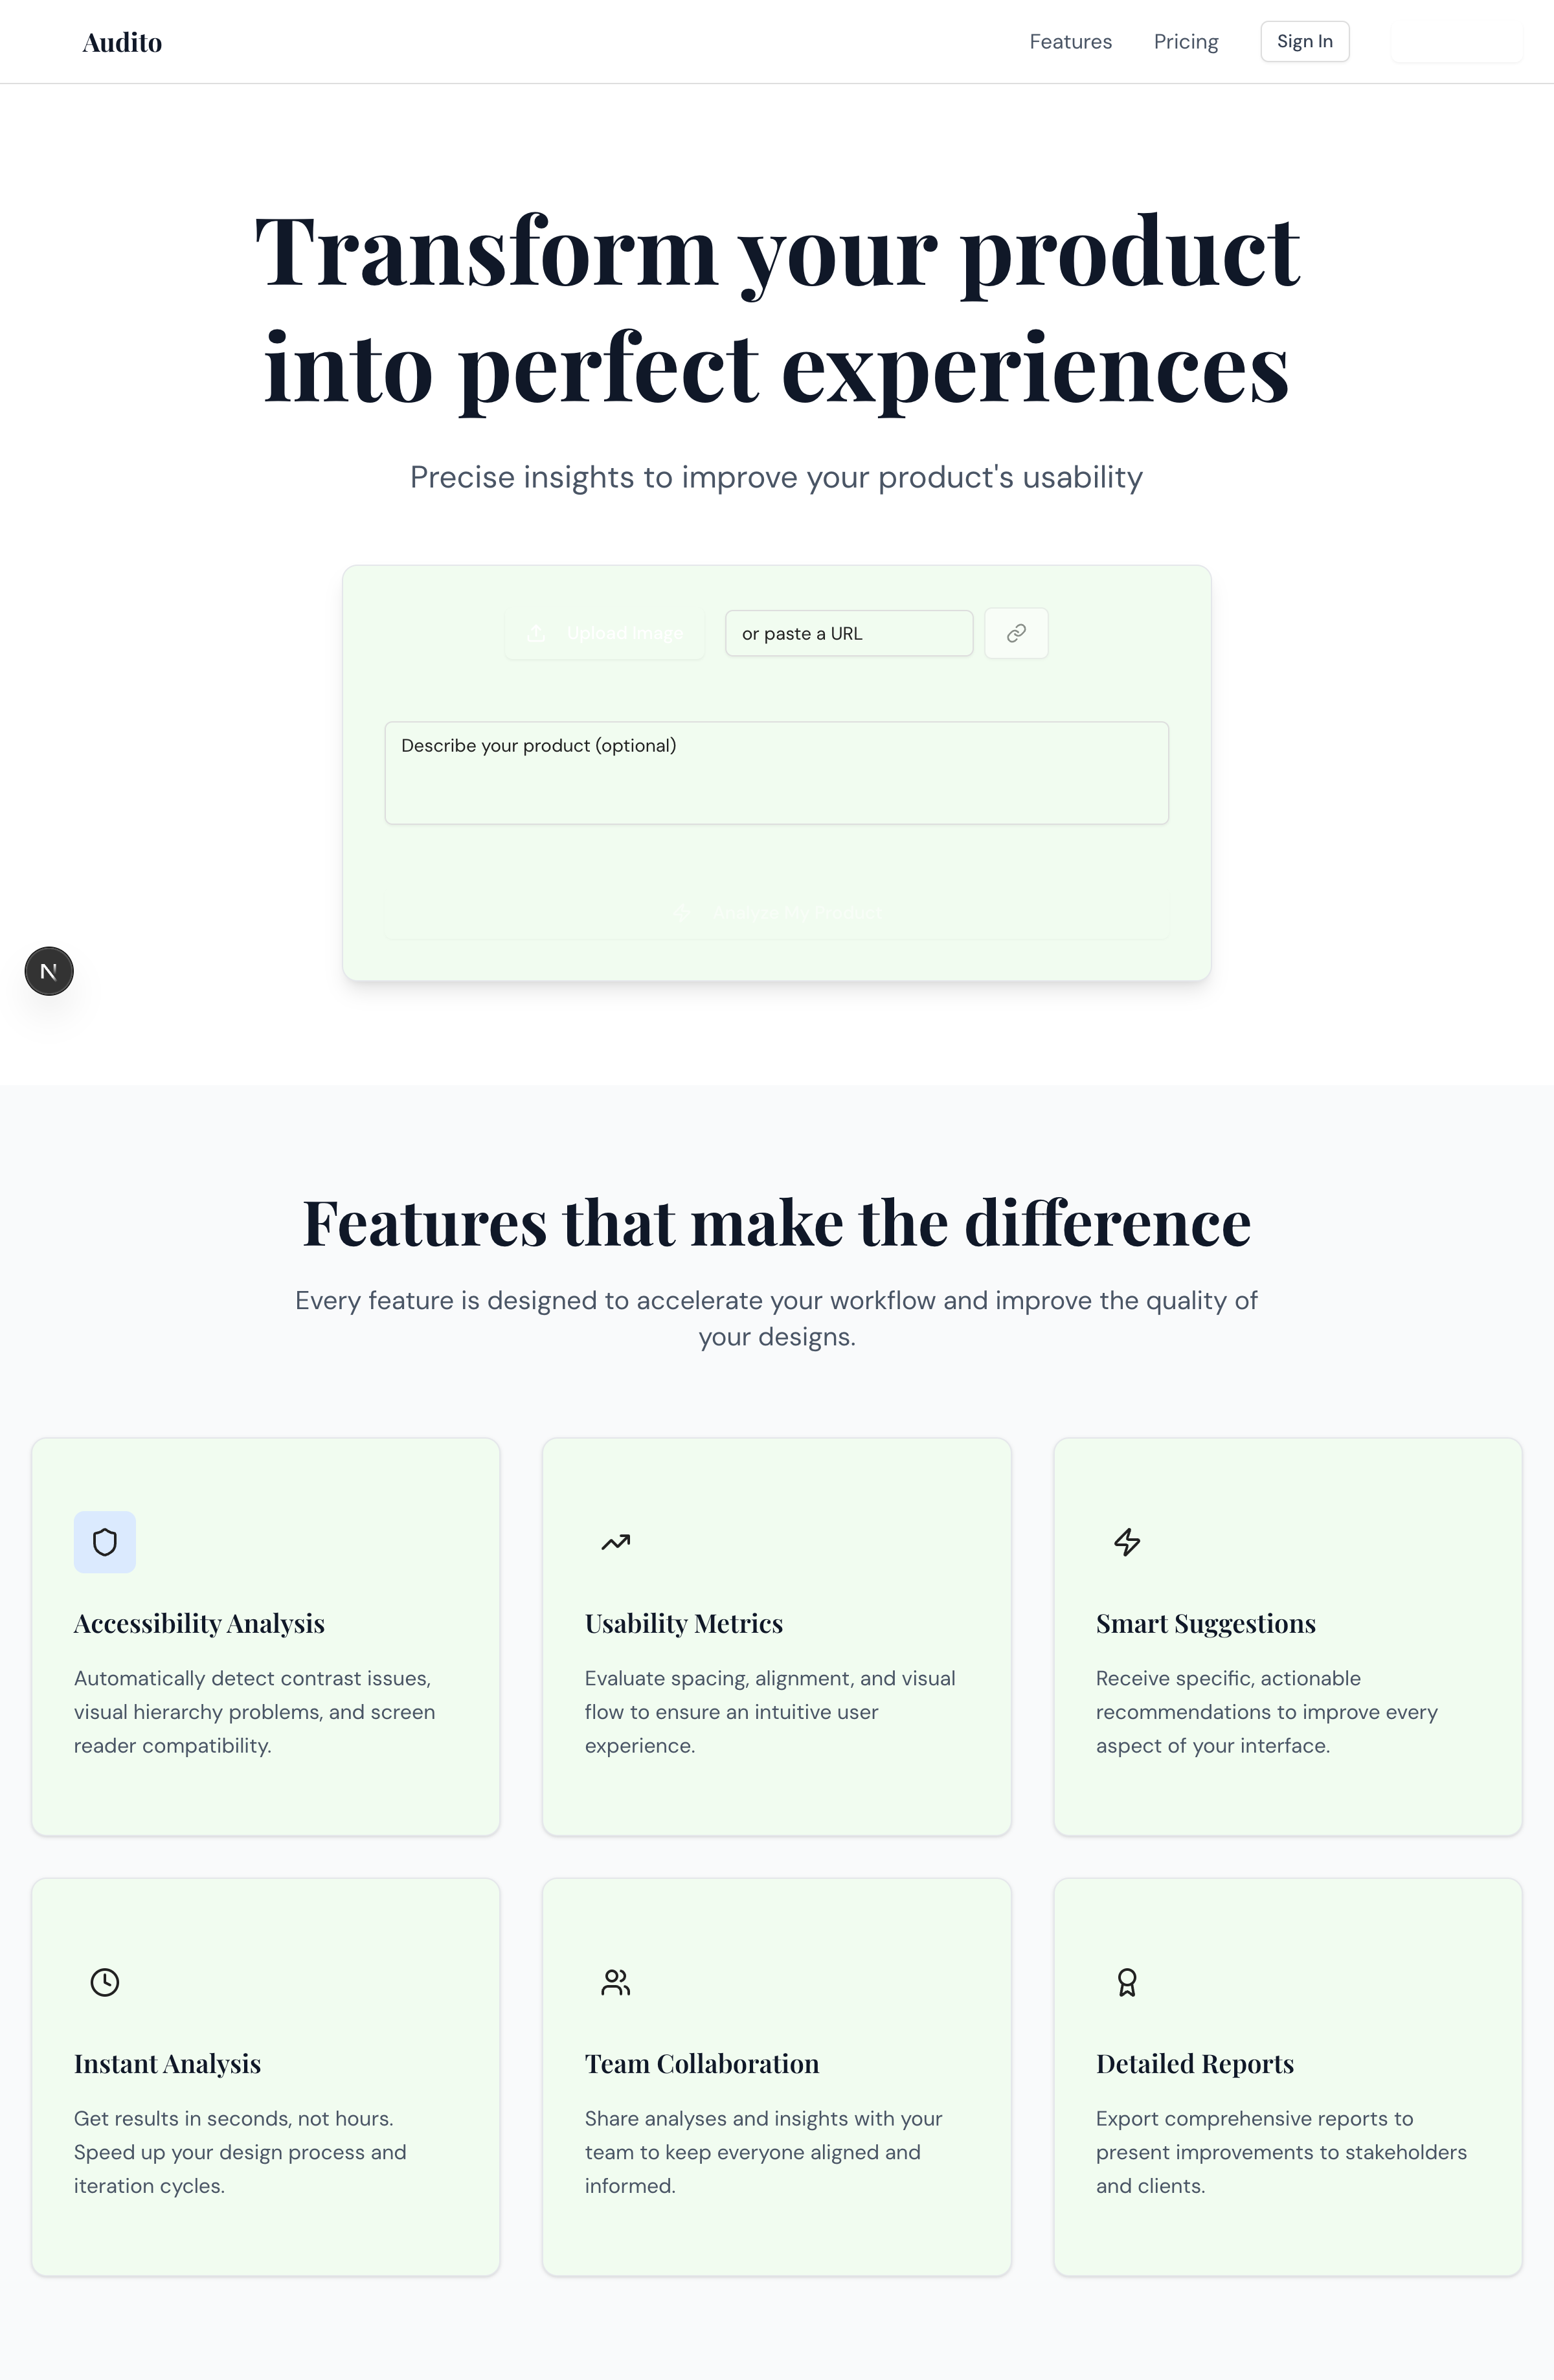 Audito
Features
Pricing
Sign In
Transform your product
into perfect experiences
Precise insights to improve your product's usability
Upload Image
or paste a URL
Describe your product (optional)
Analyze My Product
N
Features that make the difference
Every feature is designed to accelerate your workflow and improve the quality of
your designs.
Accessibility Analysis
Automatically detect contrast issues,
visual hierarchy problems, and screen
reader compatibility.
Usability Metrics
Evaluate spacing, alignment, and visual
flow to ensure an intuitive user
experience.
Smart Suggestions
Receive specific, actionable
recommendations to improve every
aspect of your interface.
Instant Analysis
Get results in seconds, not hours.
Speed up your design process and
iteration cycles.
Team Collaboration
Share analyses and insights with your
team to keep everyone aligned and
informed.
Detailed Reports
Export comprehensive reports to
present improvements to stakeholders
and clients.